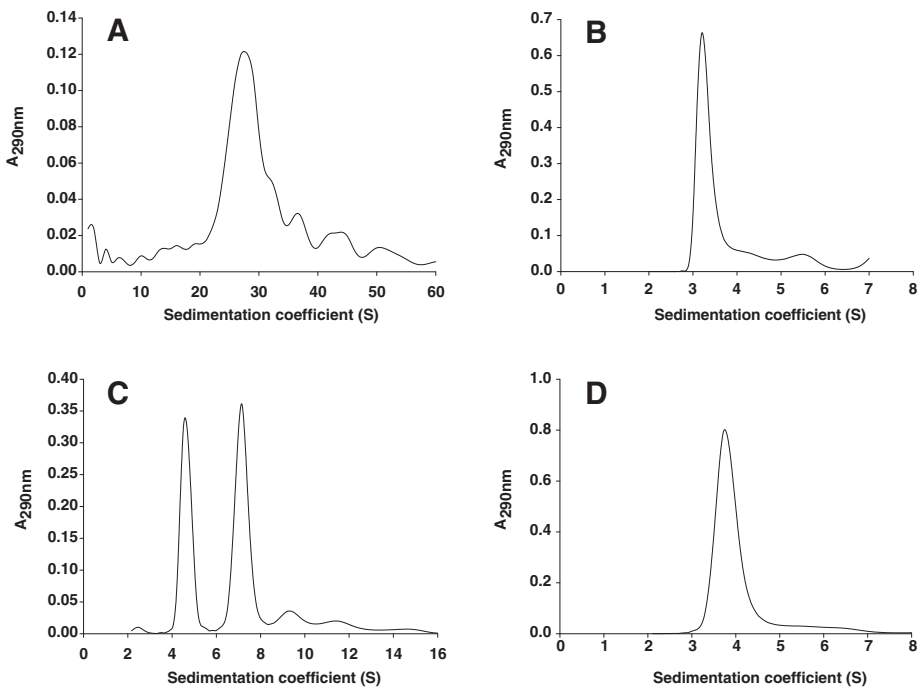 A
0.14
0.12
0.10
0.08
0.06
0.04
0.02
0.00
A290nm
0 10 20 30 40 50 60
Sedimentation coefficient (S)
B
0.7
0.6
0.5
0.4
0.3
0.2
0.1
0.0
A290nm
0 1 2 3 4 5 6 7 8
Sedimentation coefficient (S)
C
0.40
0.35
0.30
0.25
0.20
0.15
0.10
0.05
0.00
A290nm
0 2 4 6 8 10 12 14 16
Sedimentation coefficient (S)
D
1.0
0.8
0.6
0.4
0.2
0.0
A290nm
0 1 2 3 4 5 6 7 8
Sedimentation coefficient (S)